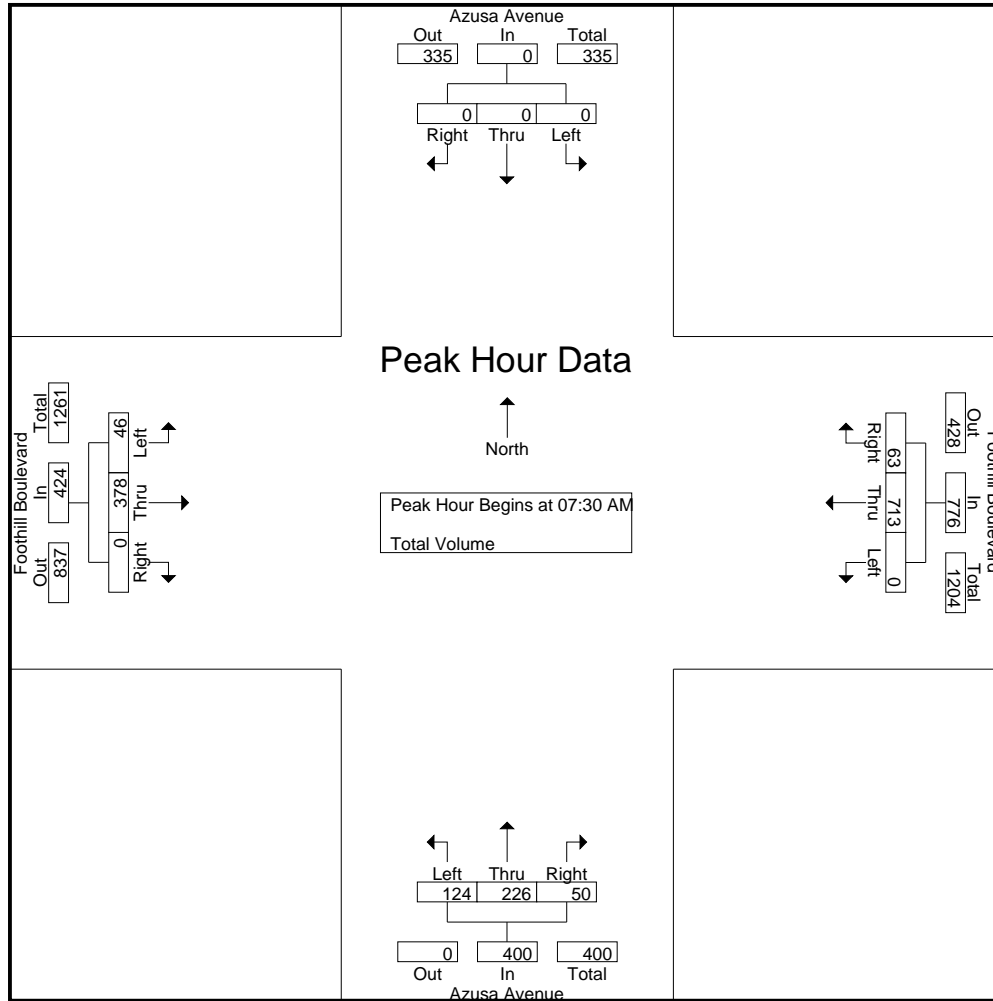 Azusa Avenue
Out In Total
335 0 335
0 0 0
Right Thru Left
Peak Hour Data
North
Peak Hour Begins at 07:30 AM
Total Volume
Foothill Boulevard
Total In Out
1261 424 837
46 378 0
Left Thru Right
Right Thru Left
63 713 0
428 776 1204
Out In Total
Foothill Boulevard
Left Thru Right
124 226 50
0 400 400
Out In Total
Azusa Avenue